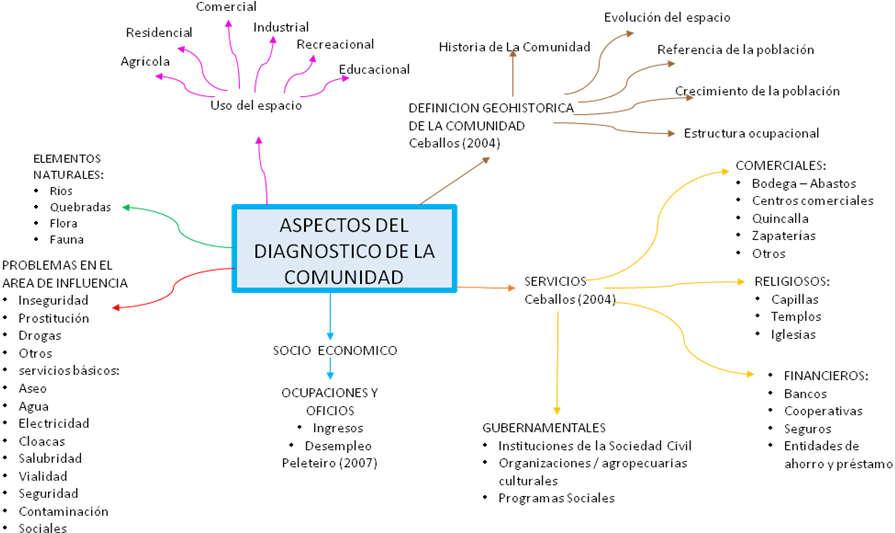 Comercial
Industrial
Residencial
Recreacional
Agrícola
Educacional
Uso del espacio
Evolución del espacio
Historia de La Comunidad
Referencia de la población
Crecimiento de la población
DEFINICION GEOHISTORICA
DE LA COMUNIDAD
Ceballos (2004)
Estructura ocupacional
ELEMENTOS
NATURALES:
• Ríos
• Quebradas
• Flora
• Fauna
ASPECTOS DEL
DIAGNOSTICO DE LA
COMUNIDAD
COMERCIALES:
• Bodega – Abastos
• Centros comerciales
• Quincalla
• Zapaterías
• Otros
PROBLEMAS EN EL
AREA DE INFLUENCIA
• Inseguridad
• Prostitución
• Drogas
• Otros
• servicios básicos:
• Aseo
• Agua
• Electricidad
• Cloacas
• Salubridad
• Vialidad
• Seguridad
• Contaminación
• Sociales
SERVICIOS
Ceballos (2004)
RELIGIOSOS:
• Capillas
• Templos
• Iglesias
SOCIO ECONOMICO
OCUPACIONES Y
OFICIOS
• Ingresos
• Desempleo
Peleteiro (2007)
• FINANCIEROS:
• Bancos
• Cooperativas
• Seguros
• Entidades de
ahorro y préstamo
GUBERNAMENTALES
• Instituciones de la Sociedad Civil
• Organizaciones / agropecuarias
culturales
• Programas Sociales